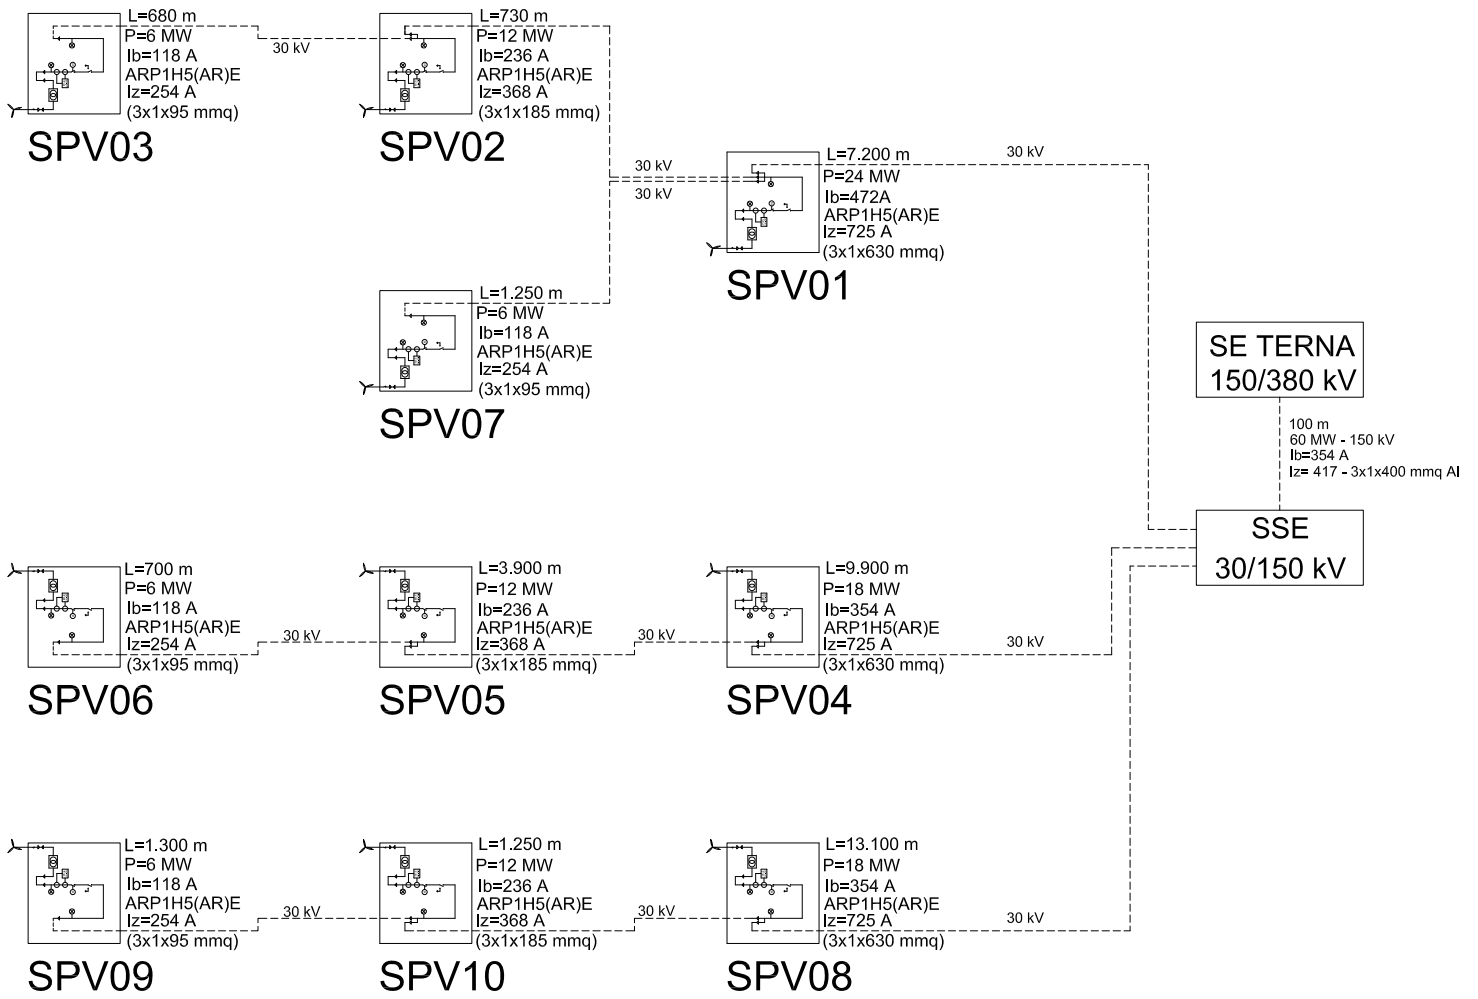 L=680 m
P=6 MW
Ib=118 A
ARP1H5(AR)E
Iz=254 A
(3x1x95 mmq)
SPV03
30 kV
L=730 m
P=12 MW
Ib=236 A
ARP1H5(AR)E
Iz=368 A
(3x1x185 mmq)
SPV02
30 kV
30 kV
L=7.200 m
P=24 MW
Ib=472A
ARP1H5(AR)E
Iz=725 A
(3x1x630 mmq)
SPV01
30 kV
L=1.250 m
P=6 MW
Ib=118 A
ARP1H5(AR)E
Iz=254 A
(3x1x95 mmq)
SPV07
SE TERNA
150/380 kV
100 m
60 MW - 150 kV
Ib=354 A
Iz= 417 - 3x1x400 mmq Al
SSE
30/150 kV
L=700 m
P=6 MW
Ib=118 A
ARP1H5(AR)E
Iz=254 A
(3x1x95 mmq)
SPV06
30 kV
L=3.900 m
P=12 MW
Ib=236 A
ARP1H5(AR)E
Iz=368 A
(3x1x185 mmq)
SPV05
30 kV
L=9.900 m
P=18 MW
Ib=354 A
ARP1H5(AR)E
Iz=725 A
(3x1x630 mmq)
SPV04
30 kV
L=1.300 m
P=6 MW
Ib=118 A
ARP1H5(AR)E
Iz=254 A
(3x1x95 mmq)
SPV09
30 kV
L=1.250 m
P=12 MW
Ib=236 A
ARP1H5(AR)E
Iz=368 A
(3x1x185 mmq)
SPV10
30 kV
L=13.100 m
P=18 MW
Ib=354 A
ARP1H5(AR)E
Iz=725 A
(3x1x630 mmq)
SPV08
30 kV